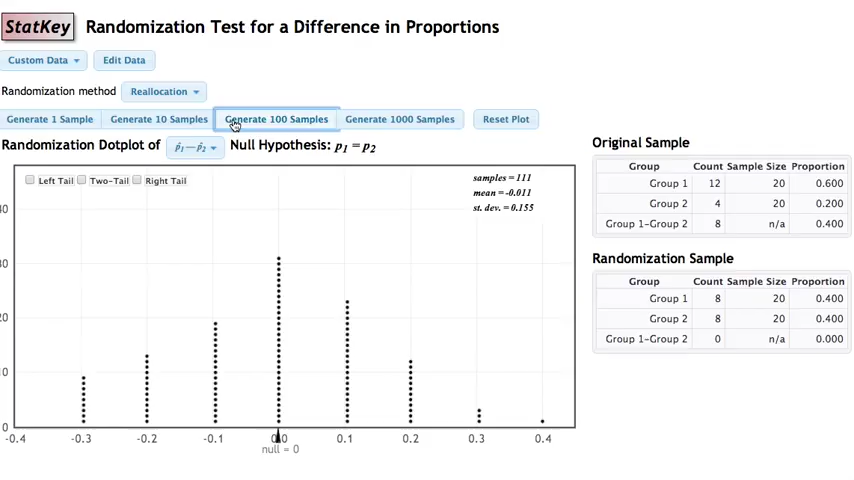 StatKey Randomization Test for a Difference in Proportions
Custom Data Edit Data
Randomization method Reallocation
Generate 1 Sample Generate 10 Samples Generate 100 Samples Generate 1000 Samples Reset Plot
Randomization Dotplot of p̂₁—p̂₂ Null Hypothesis: p₁ = p₂
Left Tail Two-Tail Right Tail
samples = 111
mean = -0.011
st. dev. = 0.155
40
30
20
10
0
-0.4 -0.3 -0.2 -0.1 0.0 0.1 0.2 0.3 0.4
null = 0
Original Sample
Group Count Sample Size Proportion
Group 1 12 20 0.600
Group 2 4 20 0.200
Group 1-Group 2 8 n/a 0.400
Randomization Sample
Group Count Sample Size Proportion
Group 1 8 20 0.400
Group 2 8 20 0.400
Group 1-Group 2 0 n/a 0.000